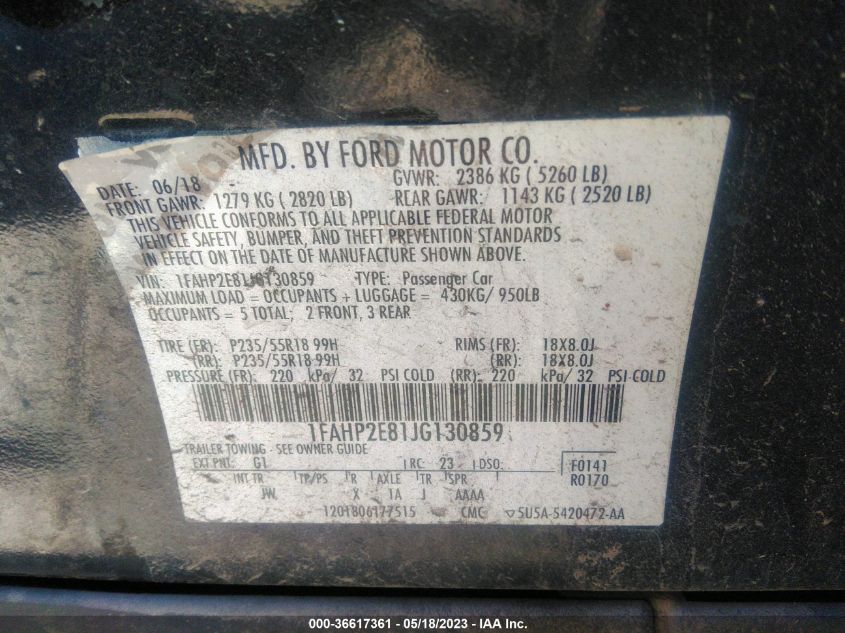 MFD. BY FORD MOTOR CO.
DATE: 06/18 GVWR: 2386 KG ( 5260 LB)
FRONT GAWR: 1279 KG ( 2820 LB) REAR GAWR: 1143 KG ( 2520 LB)
THIS VEHICLE CONFORMS TO ALL APPLICABLE FEDERAL MOTOR
VEHICLE SAFETY, BUMPER, AND THEFT PREVENTION STANDARDS
IN EFFECT ON THE DATE OF MANUFACTURE SHOWN ABOVE.
VIN: 1FAHP2E81JG130859 TYPE: Passenger Car
MAXIMUM LOAD = OCCUPANTS + LUGGAGE = 430KG/ 950LB
OCCUPANTS = 5 TOTAL; 2 FRONT, 3 REAR
TIRE (FR): P235/55R18 99H RIMS (FR): 18X8.0J
(RR): P235/55R18 99H (RR): 18X8.0J
PRESSURE (FR): 220 kPa/ 32 PSI COLD (RR): 220 kPa/ 32 PSI COLD
1FAHP2E81JG130859
TRAILER TOWING - SEE OWNER GUIDE
EXT PNT: G1 RC: 23 DSO: F0141
INT TR TP/PS R AXLE TR SPR R0170
JW X 1A J AAAA
1201806177515 CMC ▽5U5A-5420472-AA
000-36617361 - 05/18/2023 - IAA Inc.